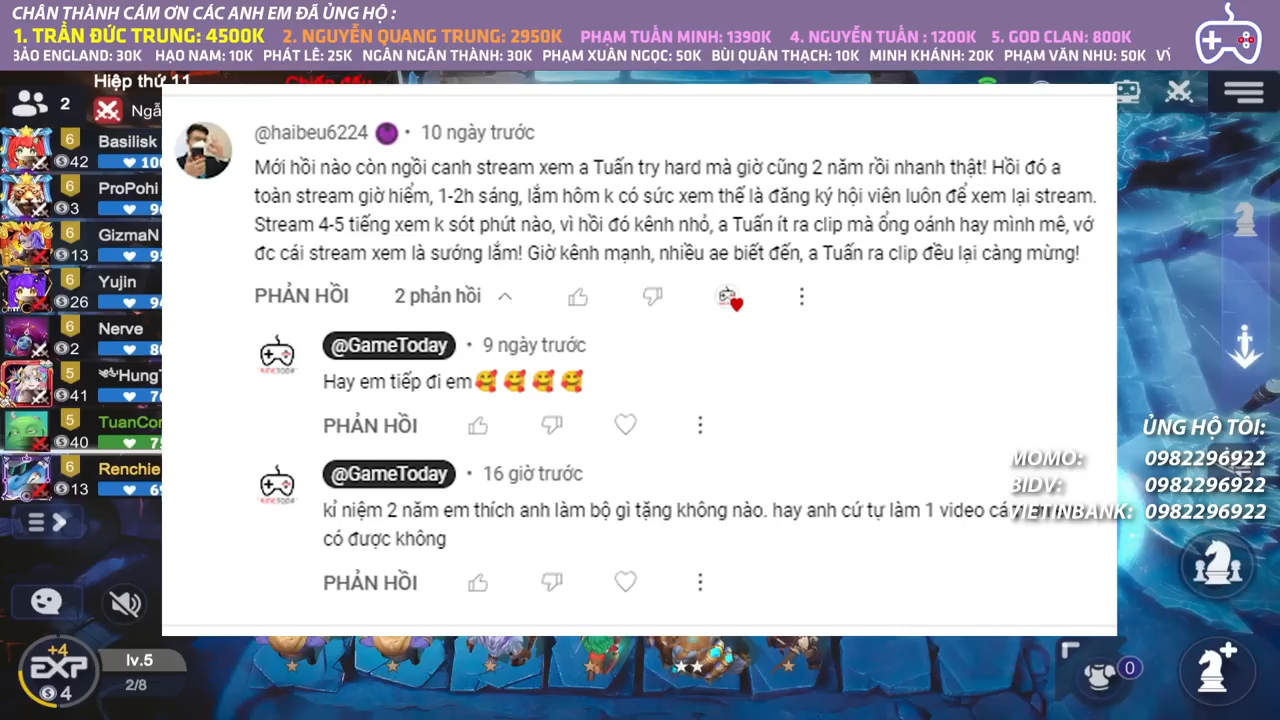 CHÂN THÀNH CÁM ƠN CÁC ANH EM ĐÃ ỦNG HỘ :
1. TRẦN ĐỨC TRUNG: 4500K 2. NGUYỄN QUANG TRUNG: 2950K PHẠM TUẤN MINH: 1390K 4. NGUYỄN TUẤN : 1200K 5. GOD CLAN: 800K
BẢO ENGLAND: 30K HẠO NAM: 10K PHÁT LÊ: 25K NGÂN NGÂN THÀNH: 30K PHẠM XUÂN NGỌC: 50K BÙI QUÂN THẠCH: 10K MINH KHÁNH: 20K PHẠM VĂN NHU: 50K
Hiệp thứ 11
2
@haibeu6224 • 10 ngày trước
Mới hồi nào còn ngồi canh stream xem a Tuấn try hard mà giờ cũng 2 năm rồi nhanh thật! Hồi đó a
toàn stream giờ hiểm, 1-2h sáng, lắm hôm k có sức xem thế là đăng ký hội viên luôn để xem lại stream.
Stream 4-5 tiếng xem k sót phút nào, vì hồi đó kênh nhỏ, a Tuấn ít ra clip mà ổng oánh hay mình mê, vớ
đc cái stream xem là sướng lắm! Giờ kênh mạnh, nhiều ae biết đến, a Tuấn ra clip đều lại càng mừng!
PHẢN HỒI 2 phản hồi
@GameToday • 9 ngày trước
Hay em tiếp đi em🥰🥰🥰🥰
PHẢN HỒI
@GameToday • 16 giờ trước
kỉ niệm 2 năm em thích anh làm bộ gì tặng không nào. hay anh cứ tự làm 1 video
có được không
PHẢN HỒI
6 Basilisk
42
6 ProPohi
3
6 GizmaN
13
6 Yujin
26
6 Nerve
2
5
41
5
40
6 Renchie
13
ỦNG HỘ TÔI:
MOMO: 0982296922
BIDV: 0982296922
VIETINBANK: 0982296922
+4
EXP
4
lv.5
2/8
0